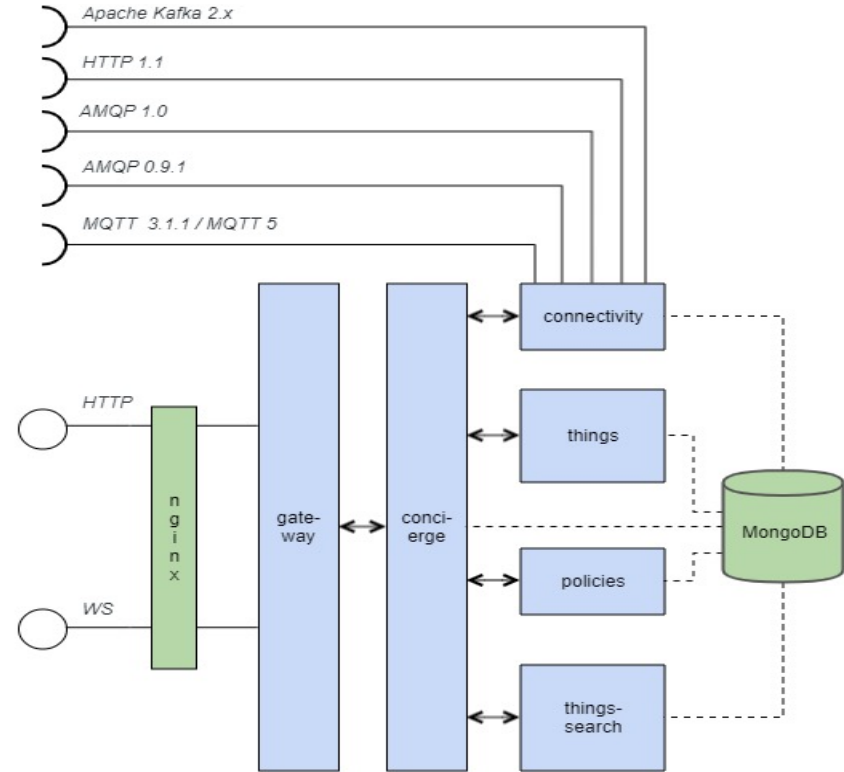 Apache Kafka 2.x
HTTP 1.1
AMQP 1.0
AMQP 0.9.1
MQTT  3.1.1 / MQTT 5
connectivity
HTTP
things
n
g
i
n
x
gate-
way
conci-
erge
MongoDB
policies
WS
things-
search